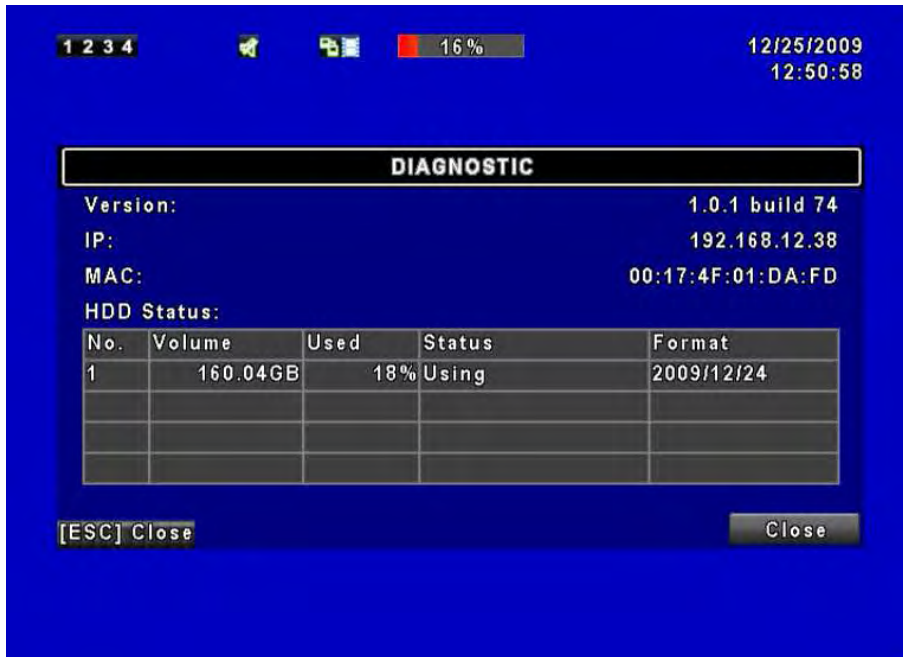 1 2 3 4 16% 12/25/2009
12:50:58
DIAGNOSTIC
Version: 1.0.1 build 74
IP: 192.168.12.38
MAC: 00:17:4F:01:DA:FD
HDD Status:
No. Volume Used Status Format
1 160.04GB 18% Using 2009/12/24
[ESC] Close Close